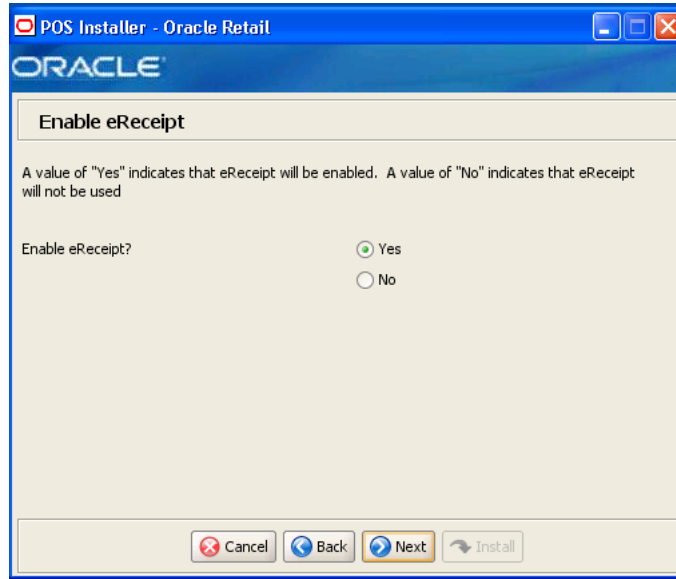 POS Installer - Oracle Retail
ORACLE
Enable eReceipt
A value of "Yes" indicates that eReceipt will be enabled. A value of "No" indicates that eReceipt
will not be used
Enable eReceipt?
Yes
No
Cancel
Back
Next
Install